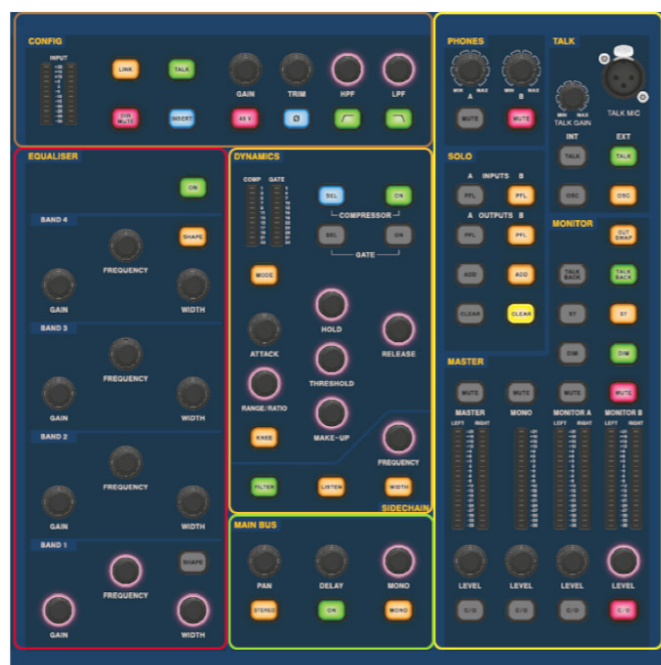 CONFIG
INPUT
LINK
TALK
GAIN
TRIM
HPF
LPF
DIR
MUTE
INSERT
48 V
Ø
EQUALISER
ON
BAND 4
SHAPE
FREQUENCY
GAIN
WIDTH
BAND 3
FREQUENCY
GAIN
WIDTH
BAND 2
FREQUENCY
GAIN
WIDTH
BAND 1
SHAPE
FREQUENCY
GAIN
WIDTH
DYNAMICS
COMP GATE
SEL
ON
COMPRESSOR
SEL
ON
GATE
MODE
HOLD
ATTACK
RELEASE
THRESHOLD
RANGE/RATIO
MAKE-UP
KNEE
FREQUENCY
FILTER
LISTEN
WIDTH
SIDECHAIN
MAIN BUS
PAN
DELAY
MONO
STEREO
ON
MONO
PHONES
MIN MAX
MIN MAX
A
B
MUTE
MUTE
TALK
MIN MAX
TALK GAIN
TALK MIC
INT
EXT
TALK
TALK
OSC
OSC
SOLO
A INPUTS B
PFL
PFL
A OUTPUTS B
PFL
PFL
ADD
ADD
CLEAR
CLEAR
MONITOR
OUT
SWAP
TALK
BACK
TALK
BACK
ST
ST
DIM
DIM
MASTER
MUTE
MUTE
MUTE
MUTE
MASTER
MONO
MONITOR A
MONITOR B
LEFT RIGHT
LEFT RIGHT
LEFT RIGHT
LEVEL
LEVEL
LEVEL
LEVEL
C/O
C/O
C/O
C/O